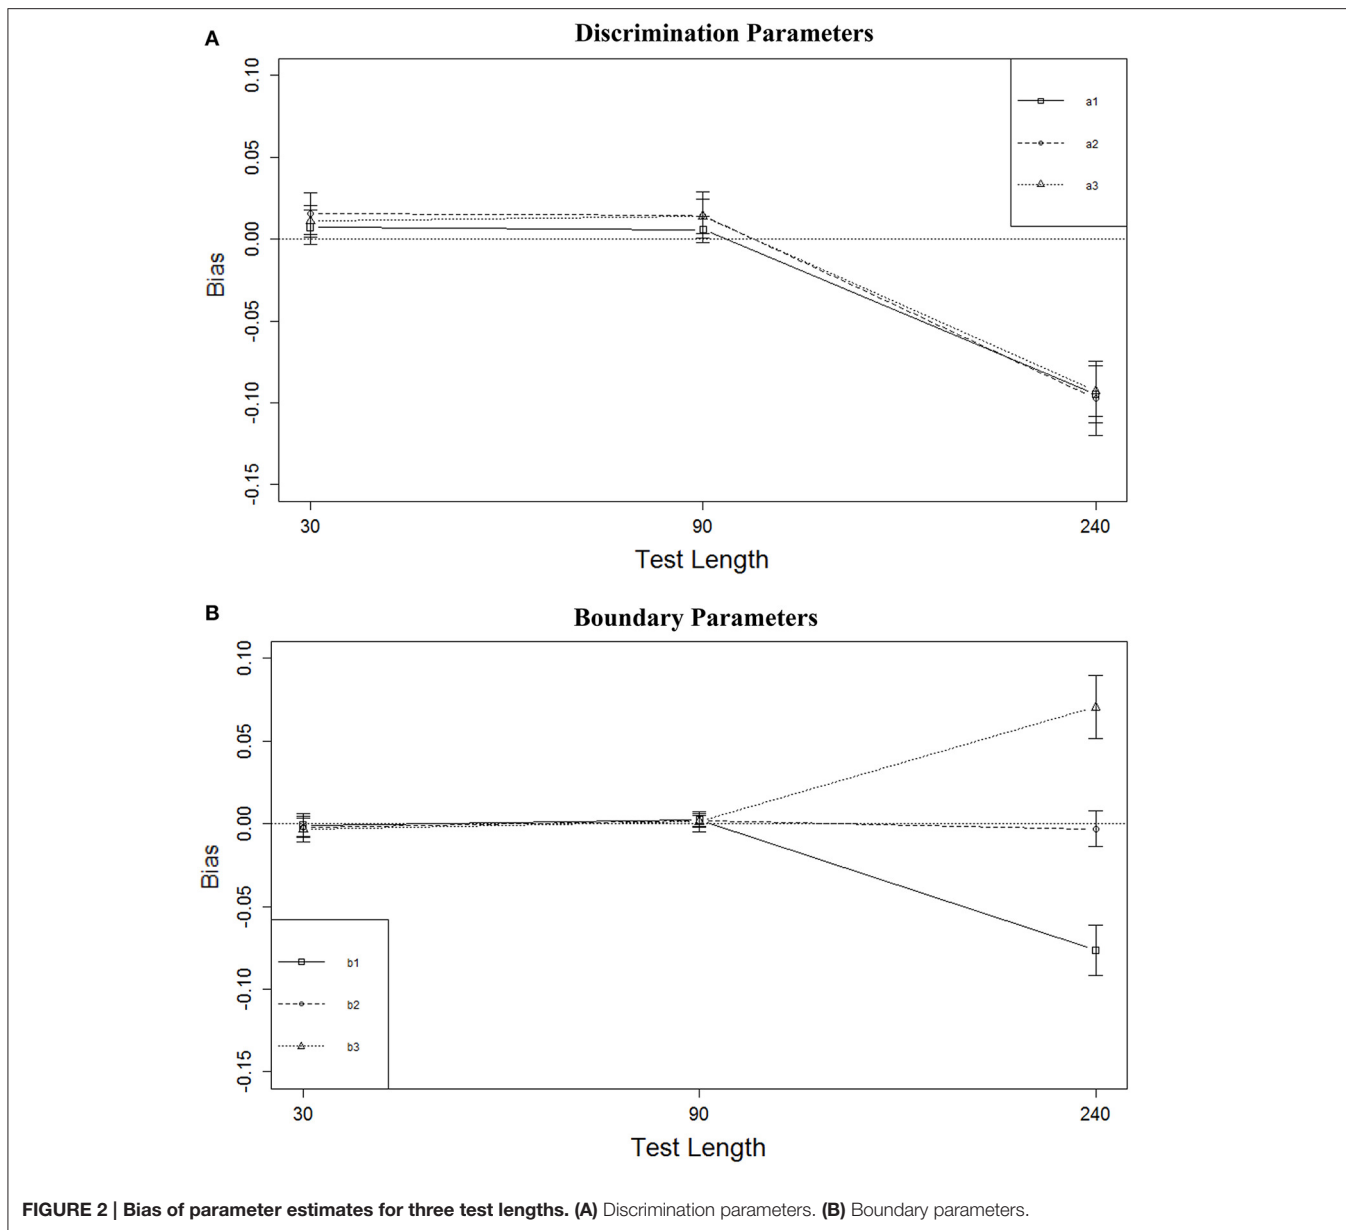 A
Discrimination Parameters
0.10
0.05
0.00
-0.05
-0.10
-0.15
Bias
a1
a2
a3
30 90 240
Test Length
B
Boundary Parameters
0.10
0.05
0.00
-0.05
-0.10
-0.15
Bias
b1
b2
b3
30 90 240
Test Length
FIGURE 2 | Bias of parameter estimates for three test lengths. (A) Discrimination parameters. (B) Boundary parameters.